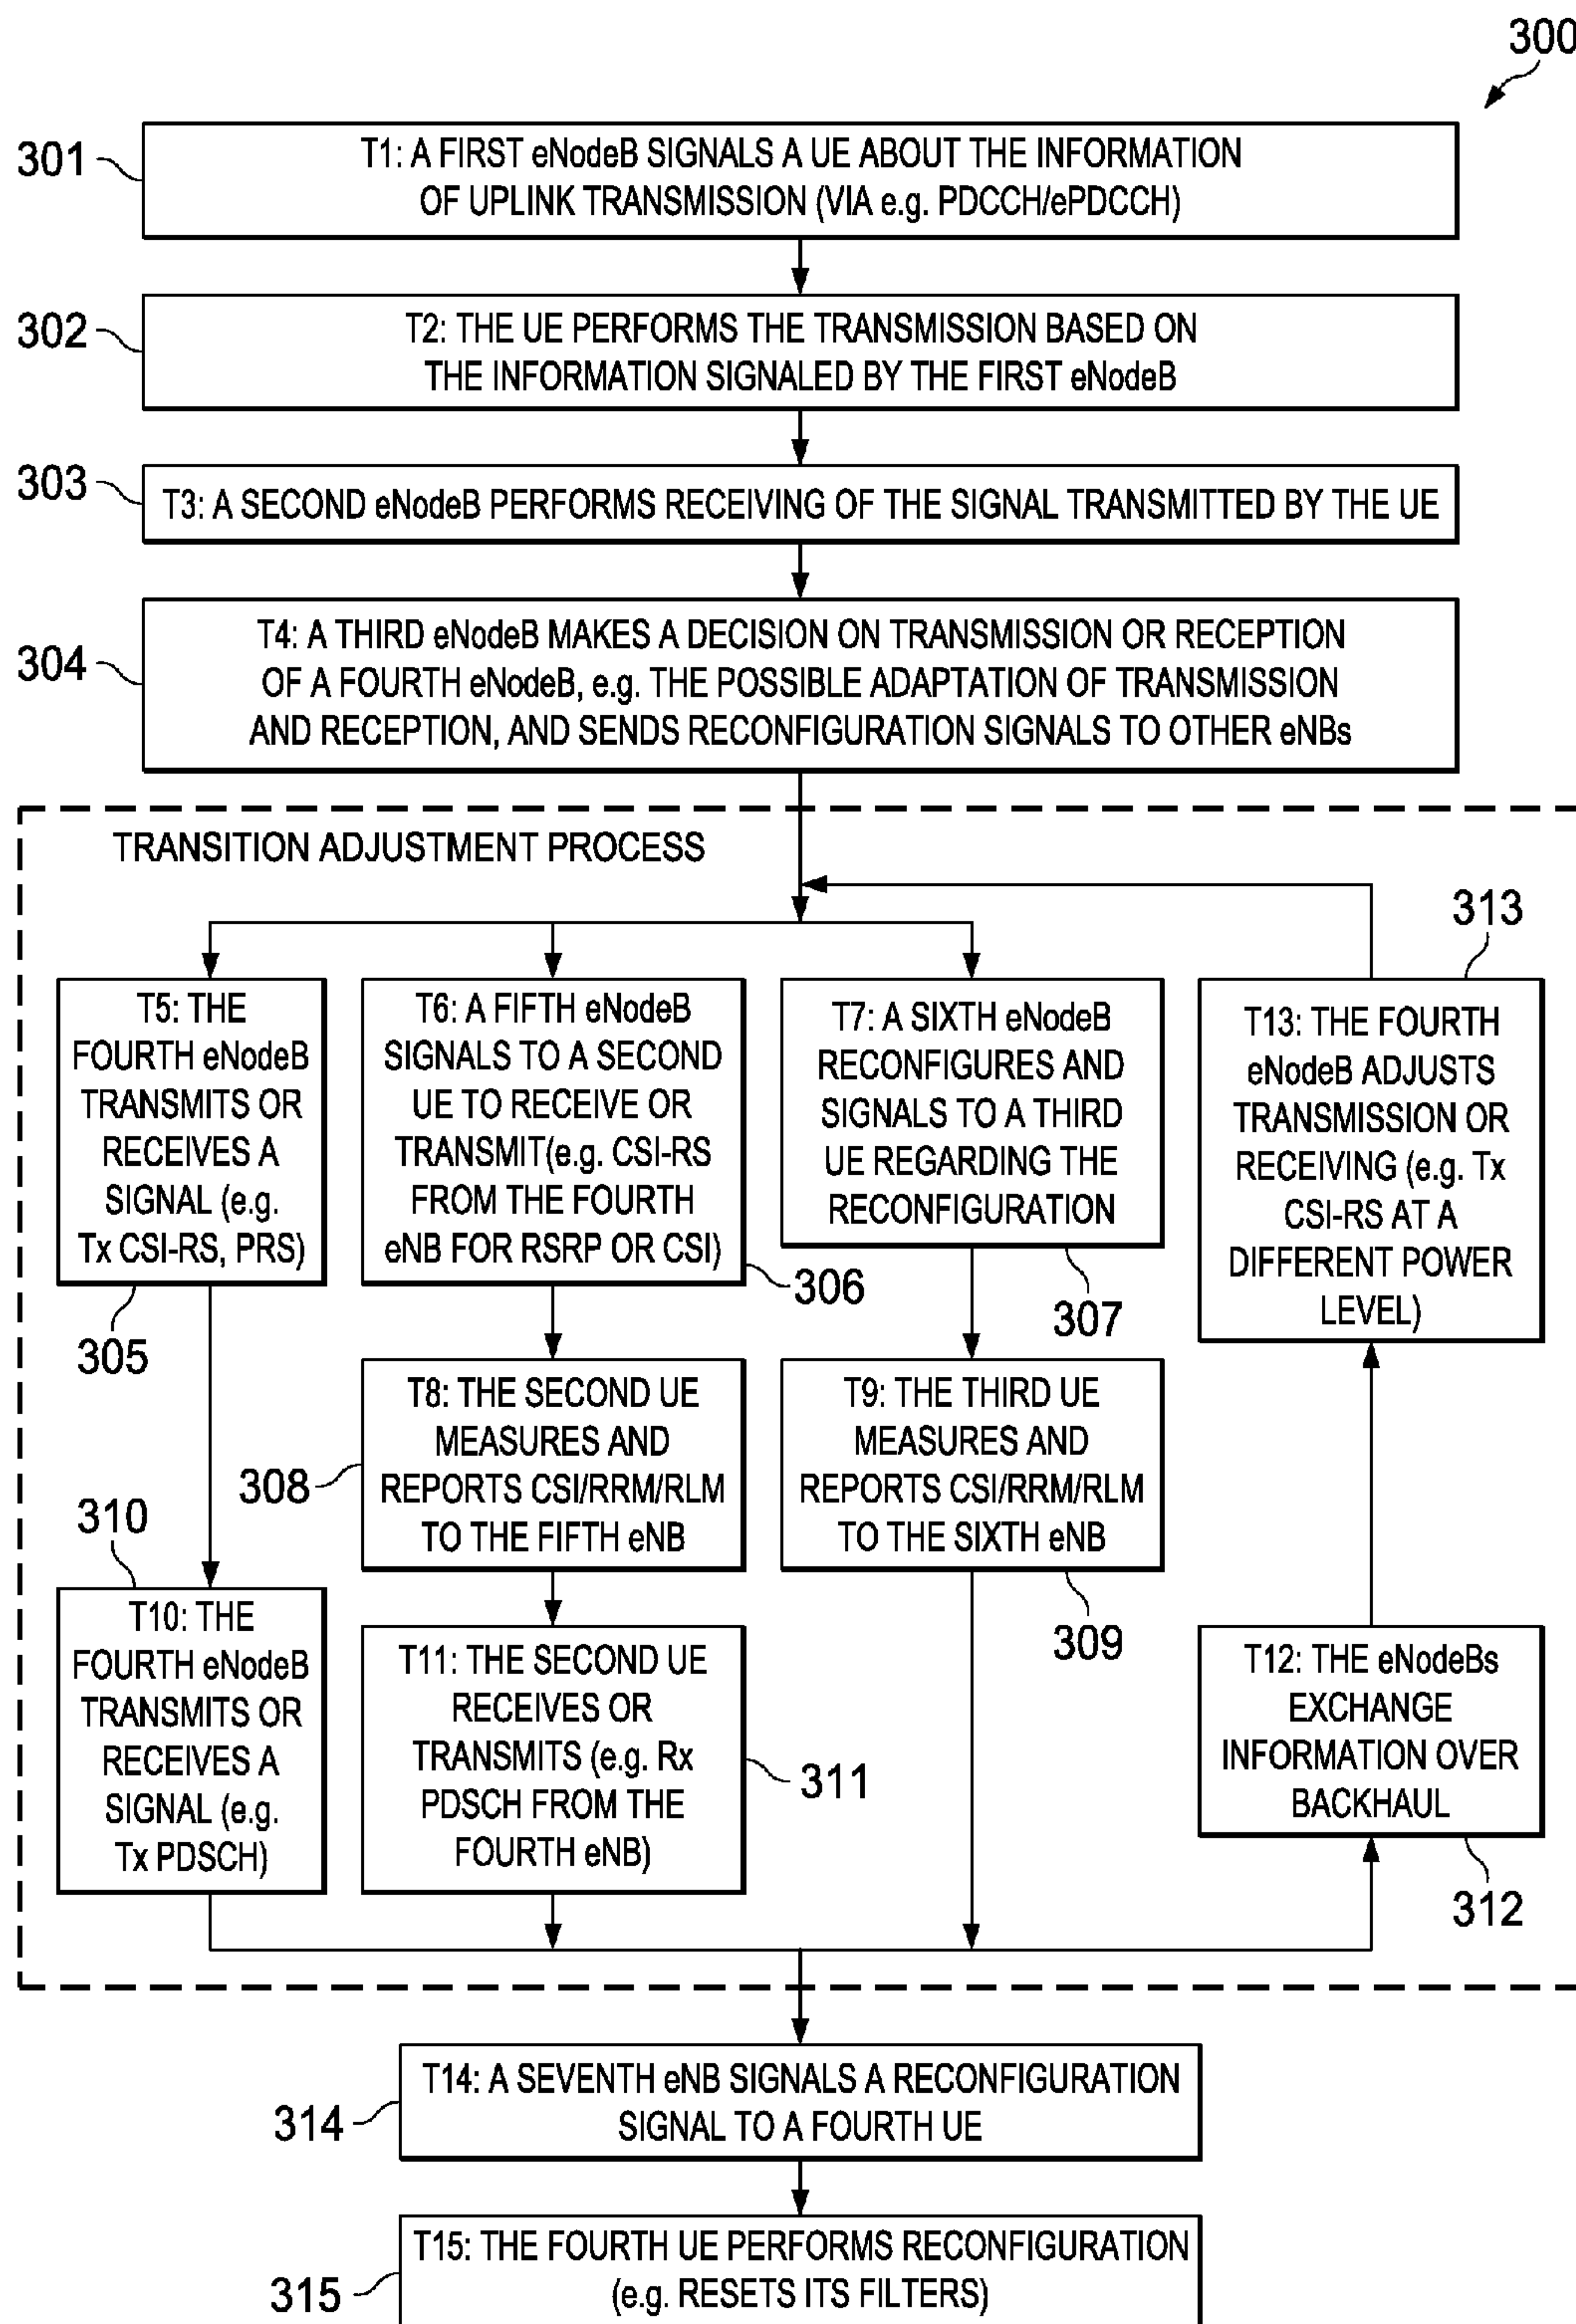 300
301
T1: A FIRST eNodeB SIGNALS A UE ABOUT THE INFORMATION
OF UPLINK TRANSMISSION (VIA e.g. PDCCH/ePDCCH)
302
T2: THE UE PERFORMS THE TRANSMISSION BASED ON
THE INFORMATION SIGNALED BY THE FIRST eNodeB
303
T3: A SECOND eNodeB PERFORMS RECEIVING OF THE SIGNAL TRANSMITTED BY THE UE
304
T4: A THIRD eNodeB MAKES A DECISION ON TRANSMISSION OR RECEPTION
OF A FOURTH eNodeB, e.g. THE POSSIBLE ADAPTATION OF TRANSMISSION
AND RECEPTION, AND SENDS RECONFIGURATION SIGNALS TO OTHER eNBs
TRANSITION ADJUSTMENT PROCESS
T5: THE
FOURTH eNodeB
TRANSMITS OR
RECEIVES A
SIGNAL (e.g.
Tx CSI-RS, PRS)
305
T6: A FIFTH eNodeB
SIGNALS TO A SECOND
UE TO RECEIVE OR
TRANSMIT(e.g. CSI-RS
FROM THE FOURTH
eNB FOR RSRP OR CSI)
306
T7: A SIXTH eNodeB
RECONFIGURES AND
SIGNALS TO A THIRD
UE REGARDING THE
RECONFIGURATION
307
313
T13: THE FOURTH
eNodeB ADJUSTS
TRANSMISSION OR
RECEIVING (e.g. Tx
CSI-RS AT A
DIFFERENT POWER
LEVEL)
308
T8: THE SECOND UE
MEASURES AND
REPORTS CSI/RRM/RLM
TO THE FIFTH eNB
T9: THE THIRD UE
MEASURES AND
REPORTS CSI/RRM/RLM
TO THE SIXTH eNB
309
310
T10: THE
FOURTH eNodeB
TRANSMITS OR
RECEIVES A
SIGNAL (e.g.
Tx PDSCH)
T11: THE SECOND UE
RECEIVES OR
TRANSMITS (e.g. Rx
PDSCH FROM THE
FOURTH eNB)
311
T12: THE eNodeBs
EXCHANGE
INFORMATION OVER
BACKHAUL
312
T14: A SEVENTH eNB SIGNALS A RECONFIGURATION
SIGNAL TO A FOURTH UE
314
T15: THE FOURTH UE PERFORMS RECONFIGURATION
(e.g. RESETS ITS FILTERS)
315